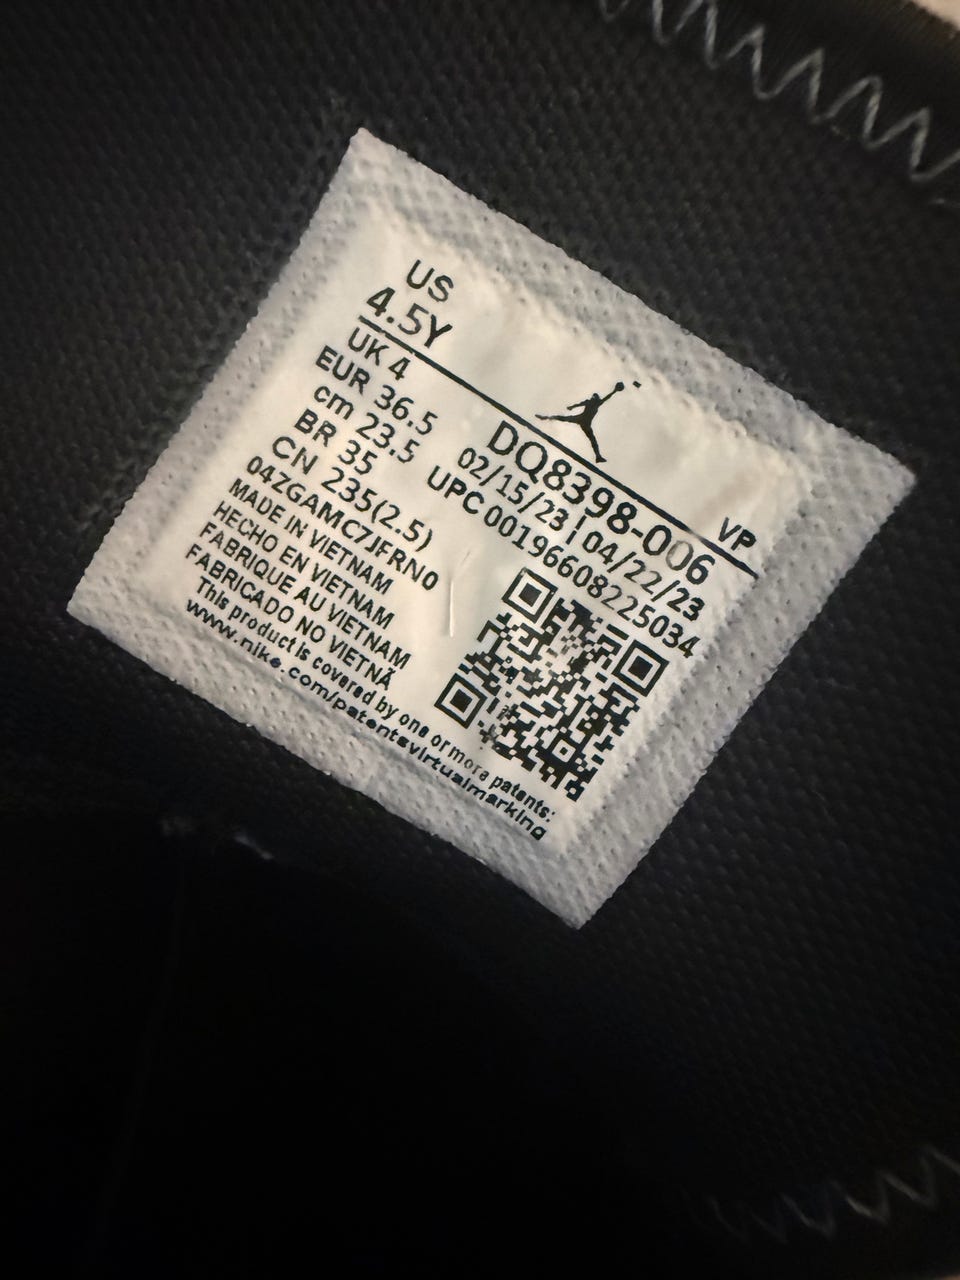 US
4.5Y
VP
UK 4
EUR 36.5
cm 23.5
BR 35
CN 235(2.5)
04ZGAMC7JFRN0
MADE IN VIETNAM
HECHO EN VIETNAM
FABRIQUE AU VIETNAM
FABRICADO NO VIETNÃ
This product is covered by one or more patents:
www.nike.com/patentsvirtualmarking
DQ8398-006
02/15/23 | 04/22/23
UPC 00196608225034